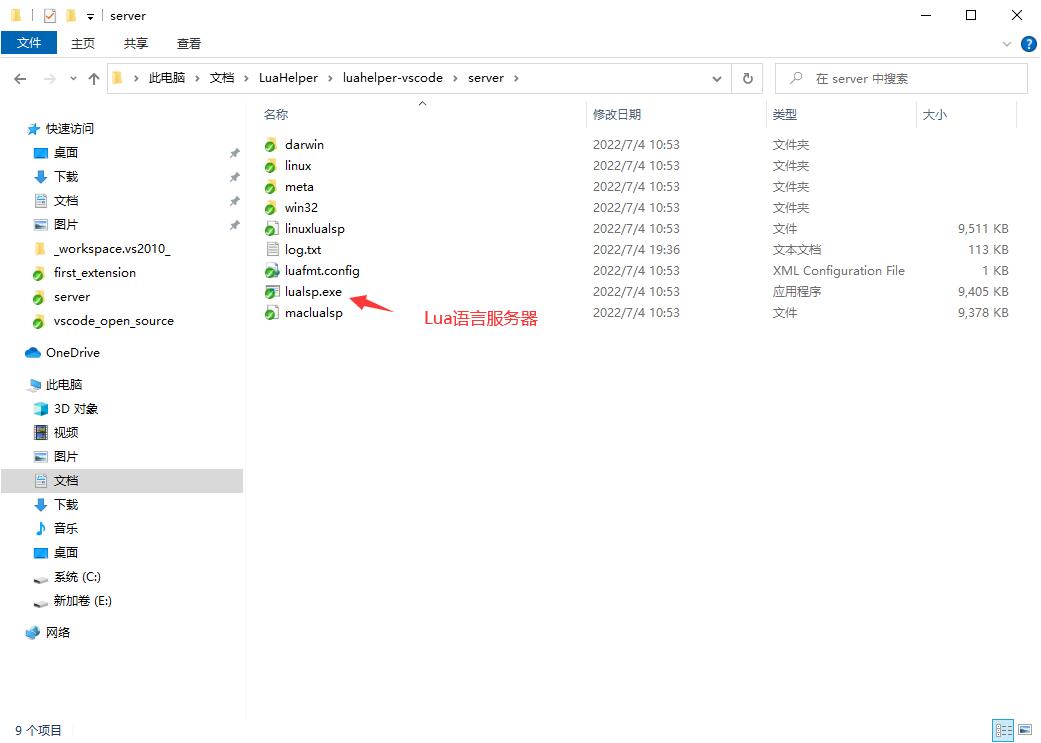 server
文件 主页 共享 查看
此电脑 文档 LuaHelper luahelper-vscode server
在 server 中搜索
快速访问
桌面
下载
文档
图片
_workspace.vs2010_
first_extension
server
vscode_open_source
OneDrive
此电脑
3D 对象
视频
图片
文档
下载
音乐
桌面
系统 (C:)
新加卷 (E:)
网络
名称 修改日期 类型 大小
darwin 2022/7/4 10:53 文件夹
linux 2022/7/4 10:53 文件夹
meta 2022/7/4 10:53 文件夹
win32 2022/7/4 10:53 文件夹
linuxlualsp 2022/7/4 10:53 文件 9,511 KB
log.txt 2022/7/4 19:36 文本文档 113 KB
luafmt.config 2022/7/4 10:53 XML Configuration File 1 KB
lualsp.exe 2022/7/4 10:53 应用程序 9,405 KB
maclualsp 2022/7/4 10:53 文件 9,378 KB
Lua语言服务器
9 个项目